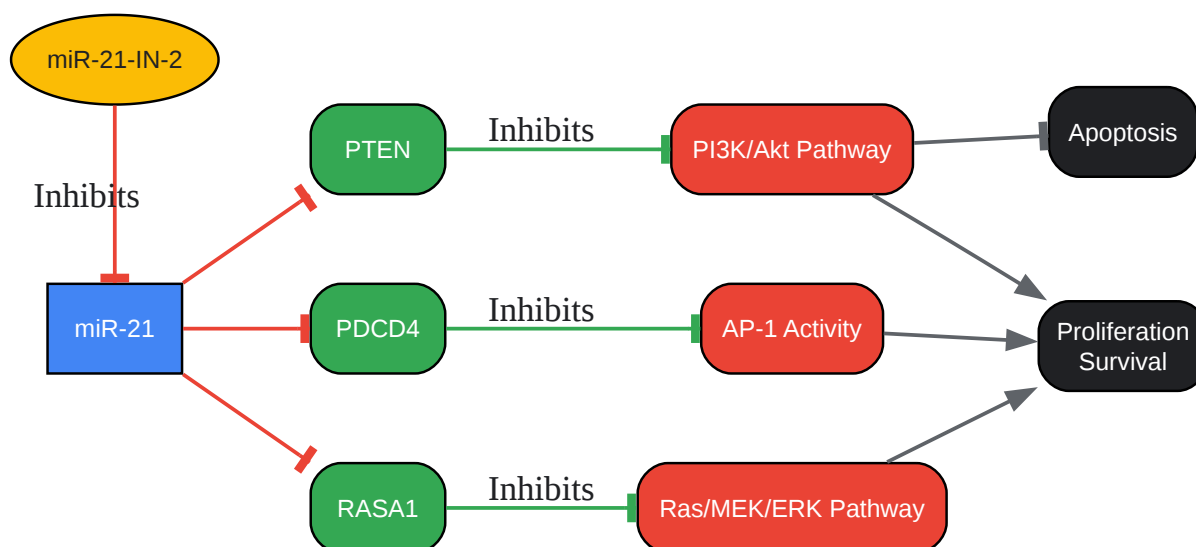 miR-21-IN-2
Inhibits
miR-21
PTEN
Inhibits
PI3K/Akt Pathway
Apoptosis
PDCD4
Inhibits
AP-1 Activity
Proliferation
Survival
RASA1
Inhibits
Ras/MEK/ERK Pathway